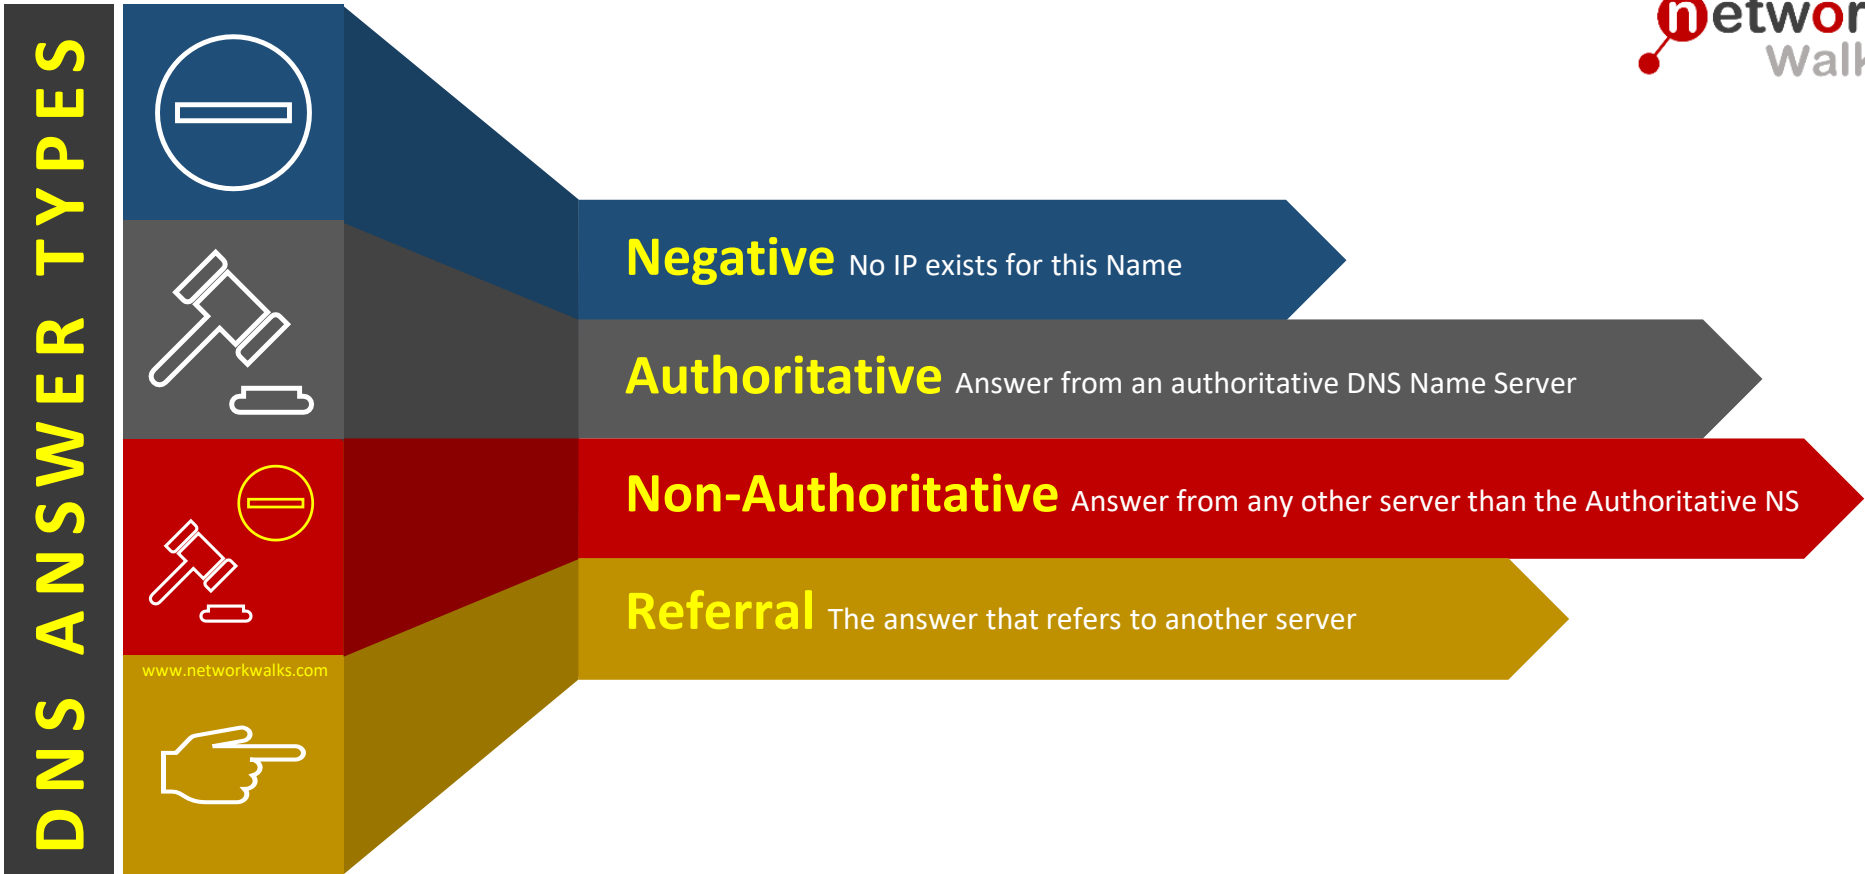 DNS ANSWER TYPES
networ
Walk
Negative No IP exists for this Name
Authoritative Answer from an authoritative DNS Name Server
Non-Authoritative Answer from any other server than the Authoritative NS
Referral The answer that refers to another server
www.networkwalks.com